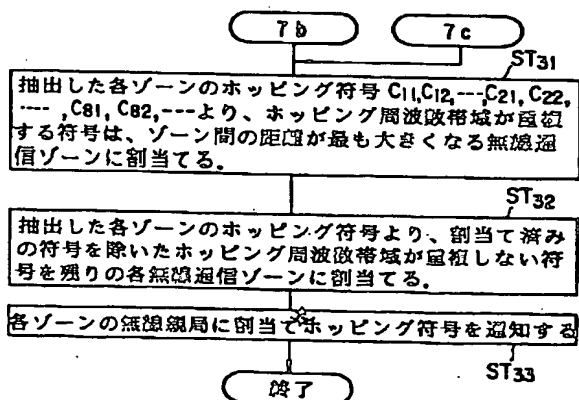 7b
7c
ST31
抽出した各ゾーンのホッピング符号C11,C12,---,C21,C22,
----,C81,C82,---より、ホッピング周波数帯域が重複
する符号は、ゾーン間の距離が最も大きくなる無線通
信ゾーンに割当てる.
ST32
抽出した各ゾーンのホッピング符号より、割当て済み
の符号を除いたホッピング周波数帯域が重複しない符
号を残りの各無線通信ゾーンに割当てる.
各ゾーンの無線親局に割当てホッピング符号を通知する
ST33
終了